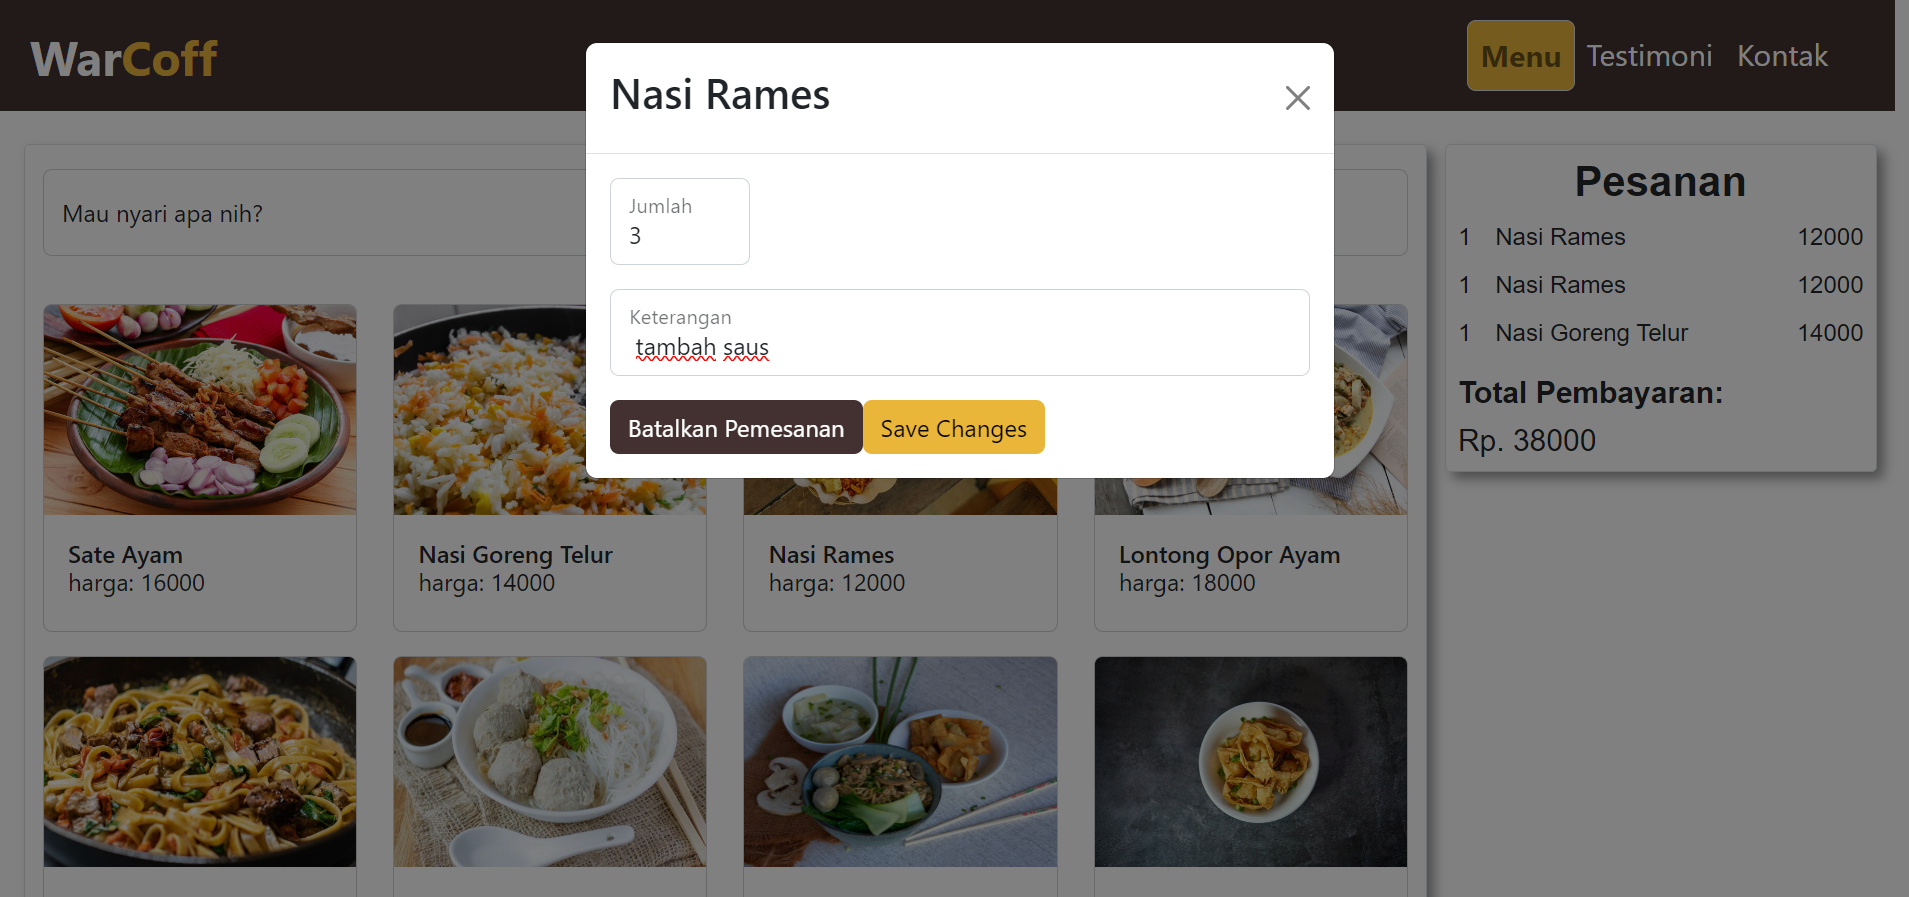 WarCoff
Menu Testimoni Kontak
Nasi Rames
Jumlah
3
Keterangan
tambah saus
Batalkan Pemesanan Save Changes
Mau nyari apa nih?
Sate Ayam
harga: 16000
Nasi Goreng Telur
harga: 14000
Nasi Rames
harga: 12000
Lontong Opor Ayam
harga: 18000
Pesanan
1 Nasi Rames 12000
1 Nasi Rames 12000
1 Nasi Goreng Telur 14000
Total Pembayaran:
Rp. 38000